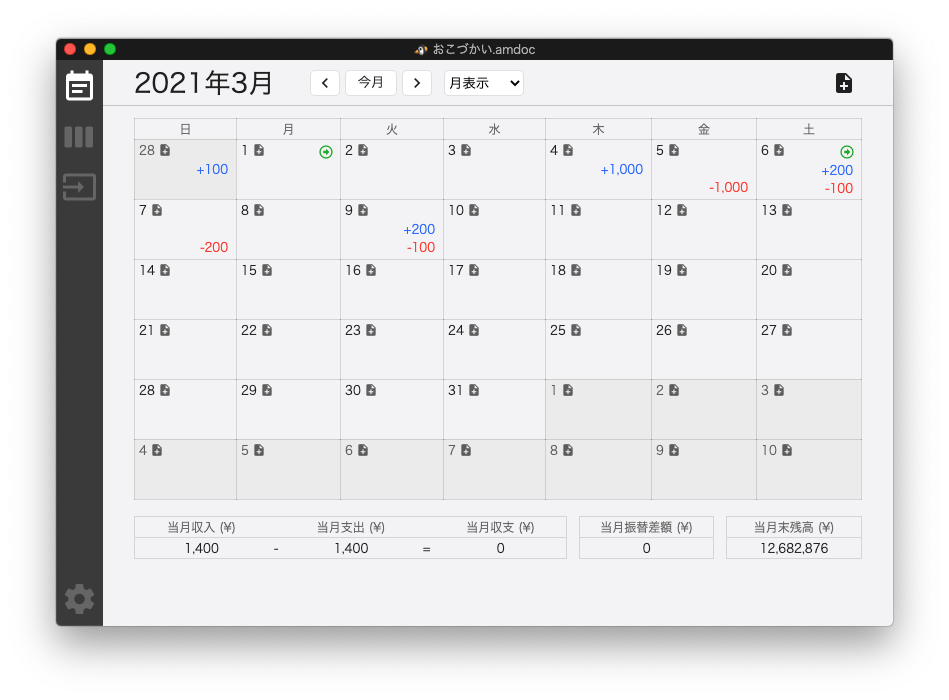 おこづかい.amdoc
2021年3月 今月 月表示
日 月 火 水 木 金 土
28 1 2 3 4 5 6
+100 +1,000 +200
-1,000 -100
7 8 9 10 11 12 13
+200
-200 -100
14 15 16 17 18 19 20
21 22 23 24 25 26 27
28 29 30 31 1 2 3
4 5 6 7 8 9 10
当月収入 (¥) 当月支出 (¥) 当月収支 (¥) 当月振替差額 (¥) 当月末残高 (¥)
1,400 - 1,400 = 0 0 12,682,876